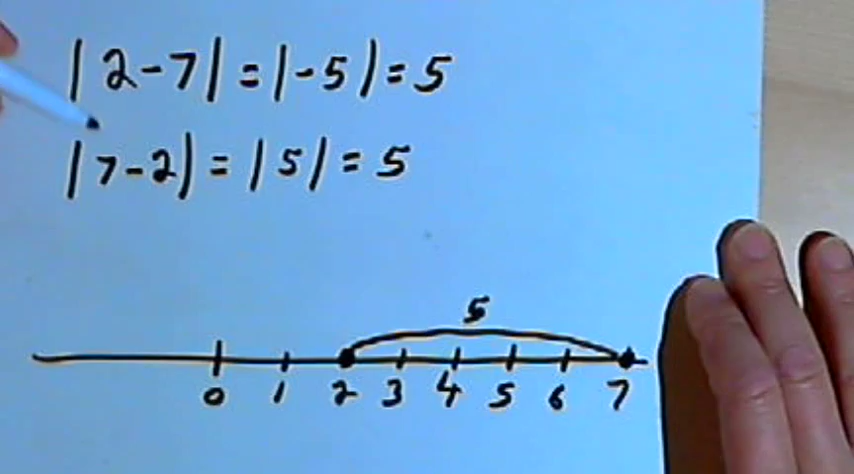 |2-7| = |-5| = 5
|7-2| = |5| = 5
5
0 1 2 3 4 5 6 7